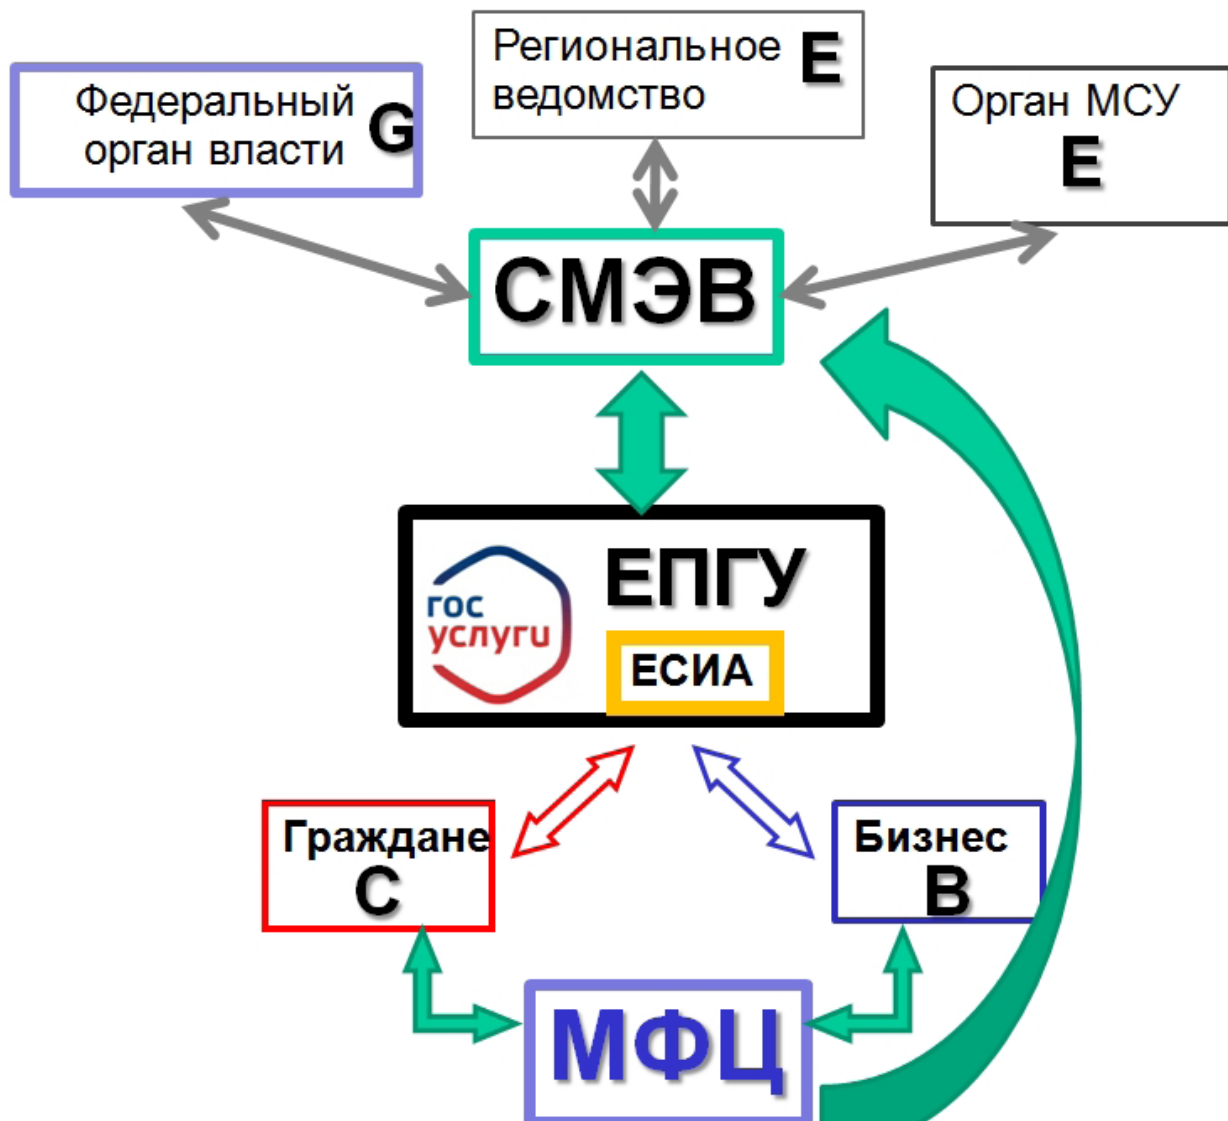 Региональное E
ведомство
Федеральный
орган власти G
Орган МСУ
E
СМЭВ
ЕПГУ
гос
услуги
ЕСИА
Граждане
С
Бизнес
В
МФЦ